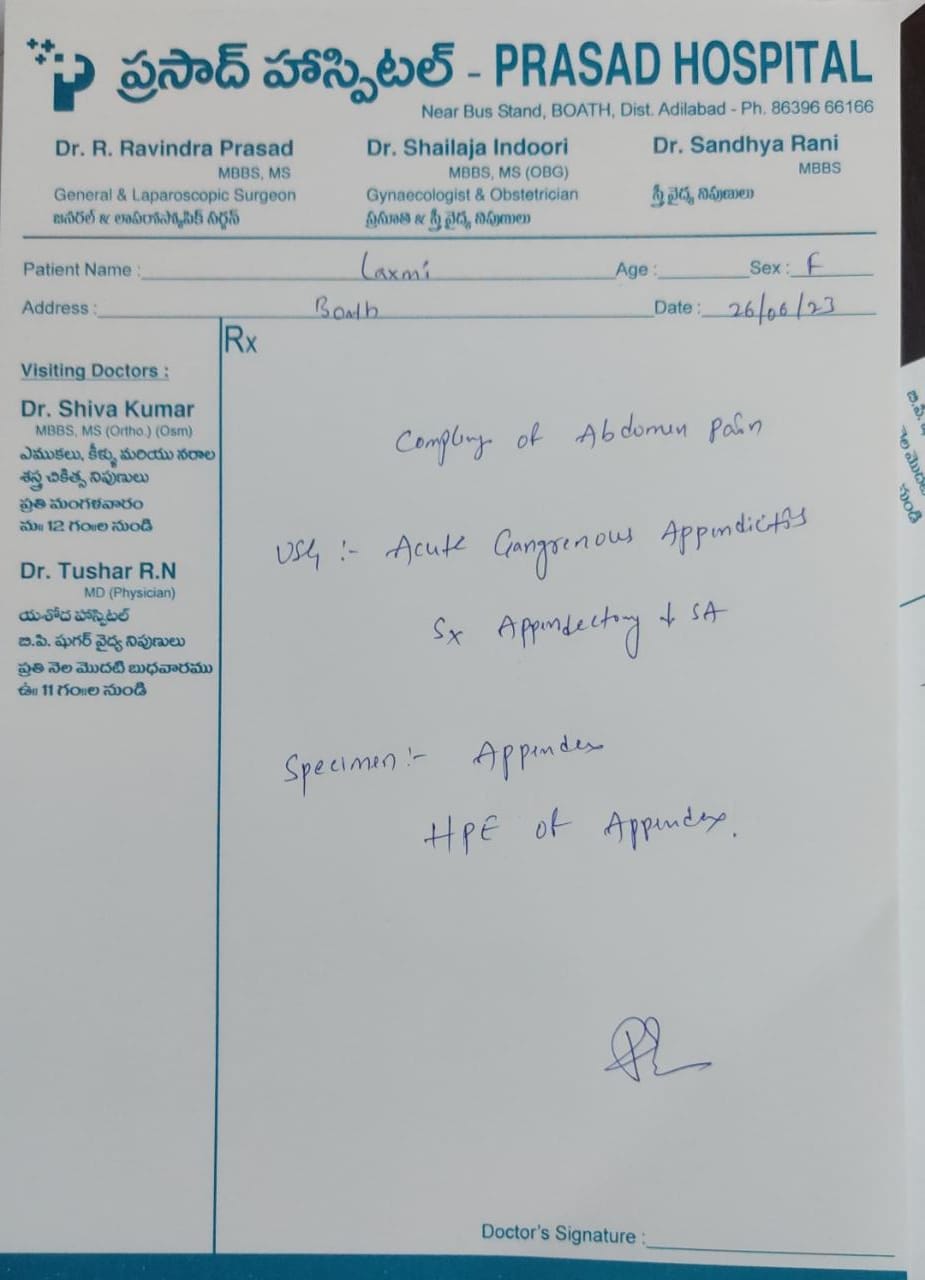 ప్రసాద్ హాస్పిటల్ - PRASAD HOSPITAL
Near Bus Stand, BOATH, Dist. Adilabad - Ph. 86396 66166
Dr. R. Ravindra Prasad
MBBS, MS
General & Laparoscopic Surgeon
జనరల్ & లాపరోస్కోపిక్ సర్జన్
Dr. Shailaja Indoori
MBBS, MS (OBG)
Gynaecologist & Obstetrician
ప్రసూతి & స్త్రీ వైద్య నిపుణులు
Dr. Sandhya Rani
MBBS
స్త్రీ వైద్య నిపుణులు
Patient Name : Laxmi Age : Sex : F
Address : Boath Date : 26/06/23
Rx
Visiting Doctors :
Dr. Shiva Kumar
MBBS, MS (Ortho.) (Osm)
ఎముకలు, కీళ్ళు మరియు నరాల
శస్త్ర చికిత్స నిపుణులు
ప్రతి మంగళవారం
మ॥ 12 గం॥ల నుండి
Dr. Tushar R.N
MD (Physician)
యశోద హాస్పిటల్
బి.పి. షుగర్ వైద్య నిపుణులు
ప్రతి నెల మొదటి బుధవారము
ఉ॥ 11 గం॥ల నుండి
of Abdomen pain
USG :- Acute Gangrenous Appendicitis
Sx Appindectomy SA
Specimen :- Appindex
HPE of Appindex.
Doctor's Signature :